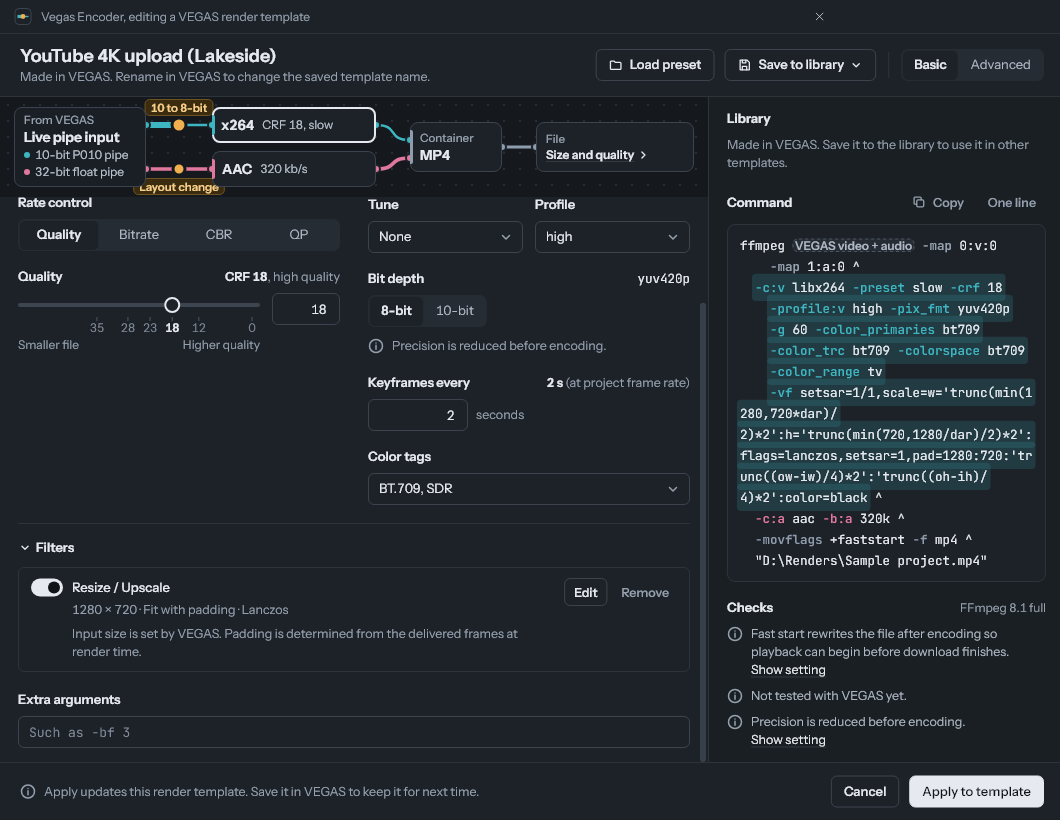 Vegas Encoder, editing a VEGAS render template
YouTube 4K upload (Lakeside)
Made in VEGAS. Rename in VEGAS to change the saved template name.
Load preset
Save to library
Basic
Advanced
From VEGAS
Live pipe input
10-bit P010 pipe
32-bit float pipe
10 to 8-bit
x264 CRF 18, slow
AAC 320 kb/s
Layout change
Container
MP4
File
Size and quality
Rate control
Quality
Bitrate
CBR
QP
Quality
CRF 18, high quality
18
35 28 23 18 12 0
Smaller file
Higher quality
Tune
None
Profile
high
Bit depth
yuv420p
8-bit
10-bit
Precision is reduced before encoding.
Keyframes every
2 s (at project frame rate)
2 seconds
Color tags
BT.709, SDR
Filters
Resize / Upscale
1280 × 720 · Fit with padding · Lanczos
Input size is set by VEGAS. Padding is determined from the delivered frames at
render time.
Edit
Remove
Extra arguments
Such as -bf 3
Library
Made in VEGAS. Save it to the library to use it in other
templates.
Command
Copy
One line
ffmpeg VEGAS video + audio -map 0:v:0
-map 1:a:0 ^
-c:v libx264 -preset slow -crf 18
-profile:v high -pix_fmt yuv420p
-g 60 -color_primaries bt709
-color_trc bt709 -colorspace bt709
-color_range tv
-vf setsar=1/1,scale=w='trunc(min(1
280,720*dar)/
2)*2':h='trunc(min(720,1280/dar)/2)*2':
flags=lanczos,setsar=1,pad=1280:720:'tr
unc((ow-iw)/4)*2':'trunc((oh-ih)/
4)*2':color=black ^
-c:a aac -b:a 320k ^
-movflags +faststart -f mp4 ^
"D:\Renders\Sample project.mp4"
Checks
FFmpeg 8.1 full
Fast start rewrites the file after encoding so
playback can begin before download finishes.
Show setting
Not tested with VEGAS yet.
Precision is reduced before encoding.
Show setting
Apply updates this render template. Save it in VEGAS to keep it for next time.
Cancel
Apply to template